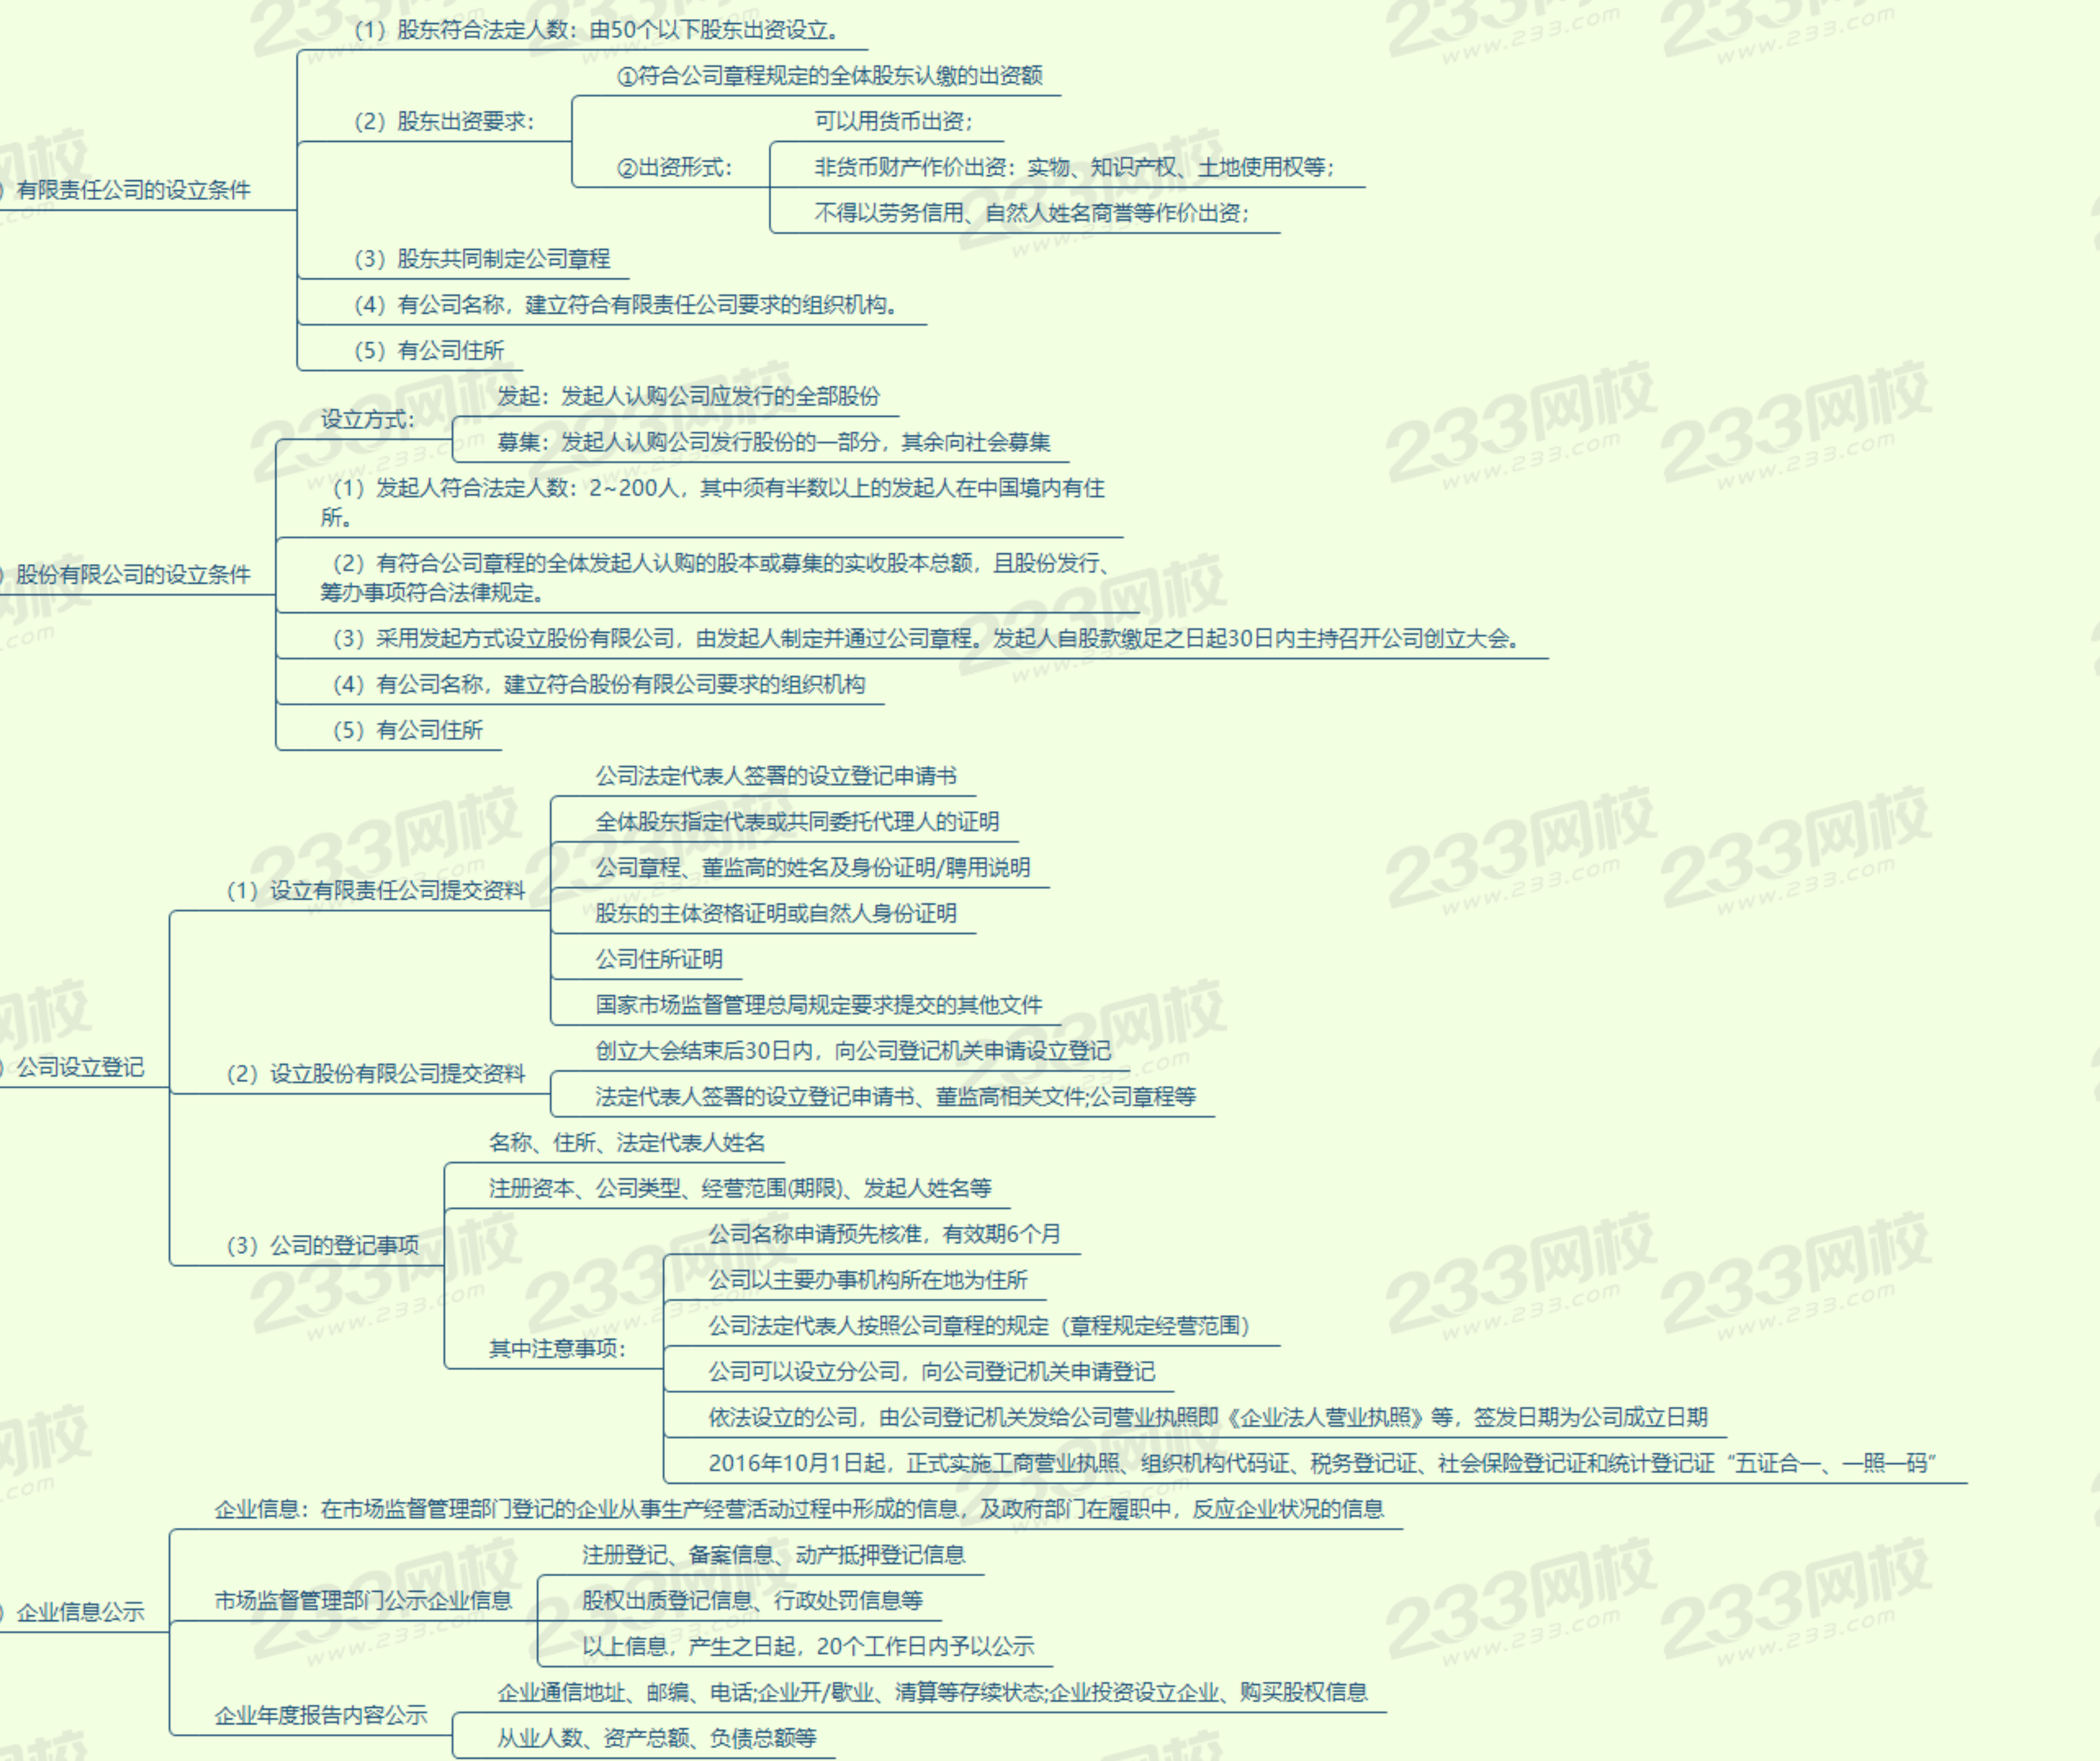 (1) 股东符合法定人数：由50个以下股东出资设立。
①符合公司章程规定的全体股东认缴的出资额
(2) 股东出资要求：
可以用货币出资；
②出资形式：
非货币财产作价出资：实物、知识产权、土地使用权等；
) 有限责任公司的设立条件
不得以劳务信用、自然人姓名商誉等作价出资；
(3) 股东共同制定公司章程
(4) 有公司名称，建立符合有限责任公司要求的组织机构。
(5) 有公司住所
设立方式：
发起：发起人认购公司应发行的全部股份
募集：发起人认购公司发行股份的一部分，其余向社会募集
(1) 发起人符合法定人数：2~200人，其中须有半数以上的发起人在中国境内有住
所。
) 股份有限公司的设立条件
(2) 有符合公司章程的全体发起人认购的股本或募集的实收股本总额，且股份发行、
筹办事项符合法律规定。
(3) 采用发起方式设立股份有限公司，由发起人制定并通过公司章程。发起人自股款缴足之日起30日内主持召开公司创立大会。
(4) 有公司名称，建立符合股份有限公司要求的组织机构
(5) 有公司住所
公司法定代表人签署的设立登记申请书
全体股东指定代表或共同委托代理人的证明
公司章程、董监高的姓名及身份证明/聘用说明
(1) 设立有限责任公司提交资料
股东的主体资格证明或自然人身份证明
公司住所证明
国家市场监督管理总局规定要求提交的其他文件
) 公司设立登记
(2) 设立股份有限公司提交资料
创立大会结束后30日内，向公司登记机关申请设立登记
法定代表人签署的设立登记申请书、董监高相关文件;公司章程等
名称、住所、法定代表人姓名
注册资本、公司类型、经营范围(期限)、发起人姓名等
(3) 公司的登记事项
公司名称申请预先核准，有效期6个月
公司以主要办事机构所在地为住所
公司法定代表人按照公司章程的规定（章程规定经营范围）
其中注意事项：
公司可以设立分公司，向公司登记机关申请登记
依法设立的公司，由公司登记机关发给公司营业执照即《企业法人营业执照》等，签发日期为公司成立日期
2016年10月1日起，正式实施工商营业执照、组织机构代码证、税务登记证、社会保险登记证和统计登记证“五证合一、一照一码”
企业信息：在市场监督管理部门登记的企业从事生产经营活动过程中形成的信息，及政府部门在履职中，反应企业状况的信息
注册登记、备案信息、动产抵押登记信息
市场监督管理部门公示企业信息
股权出质登记信息、行政处罚信息等
) 企业信息公示
以上信息，产生之日起，20个工作日内予以公示
企业年度报告内容公示
企业通信地址、邮编、电话;企业开/歇业、清算等存续状态;企业投资设立企业、购买股权信息
从业人数、资产总额、负债总额等
233网校
www.233.com